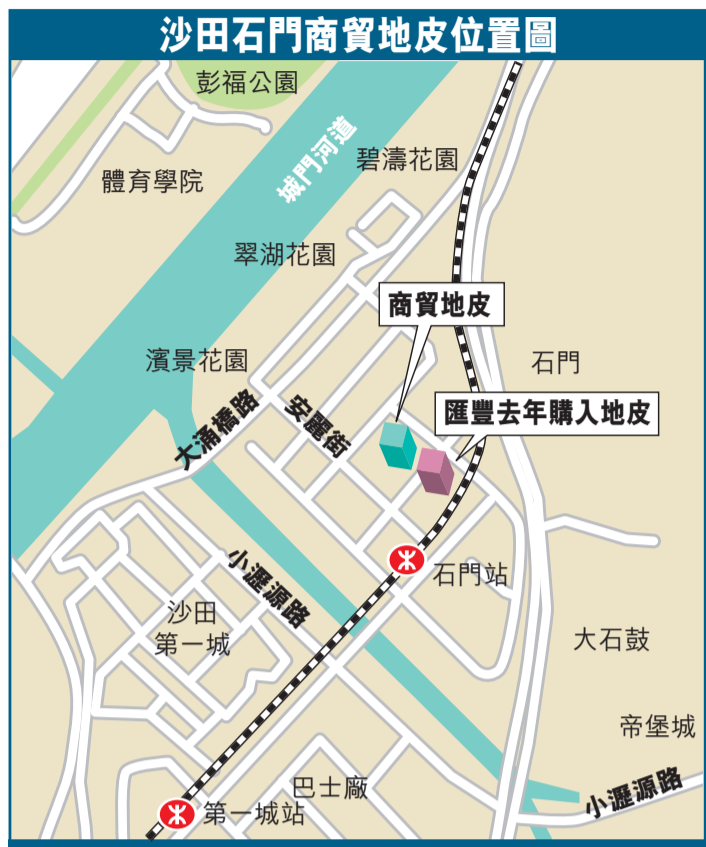 沙田石門商貿地皮位置圖
彭福公園
城門河道
碧濤花園
體育學院
翠湖花園
商貿地皮
濱景花園
石門
安麗街
大涌橋路
匯豐去年購入地皮
小瀝源路
石門站
沙田
第一城
大石鼓
帝堡城
巴士廠
小瀝源路
第一城站